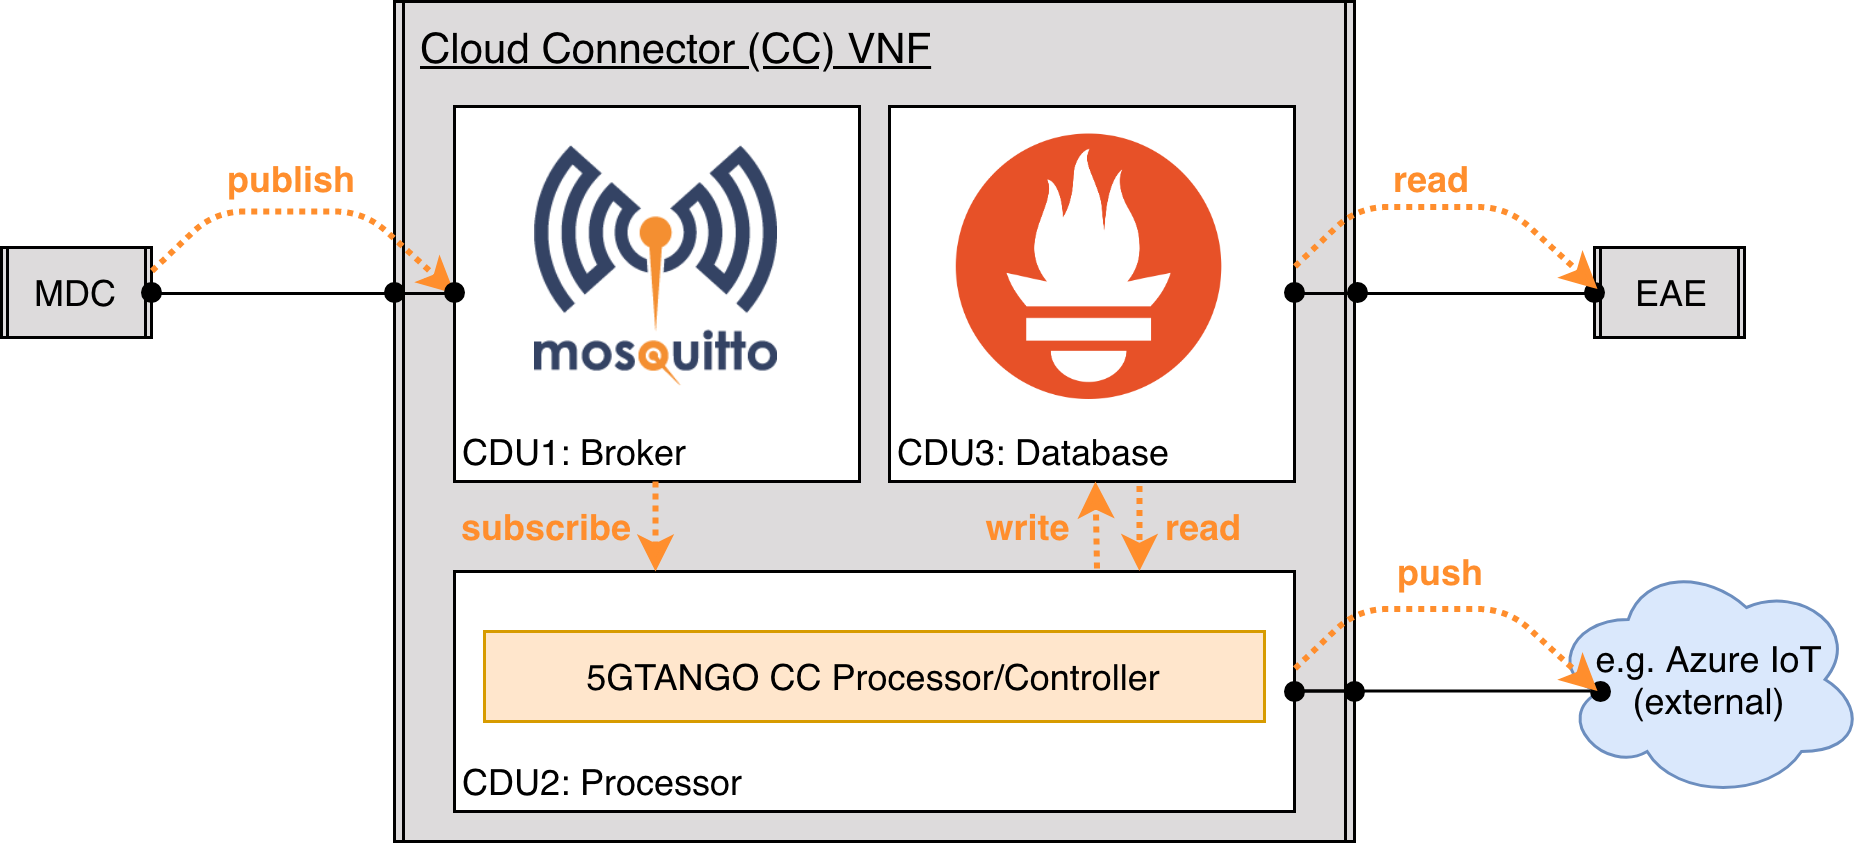 Cloud Connector (CC) VNF
publish
read
MDC
mosquitto
EAE
CDU1: Broker
CDU3: Database
subscribe
write
read
push
5GTANGO CC Processor/Controller
e.g. Azure IoT
(external)
CDU2: Processor